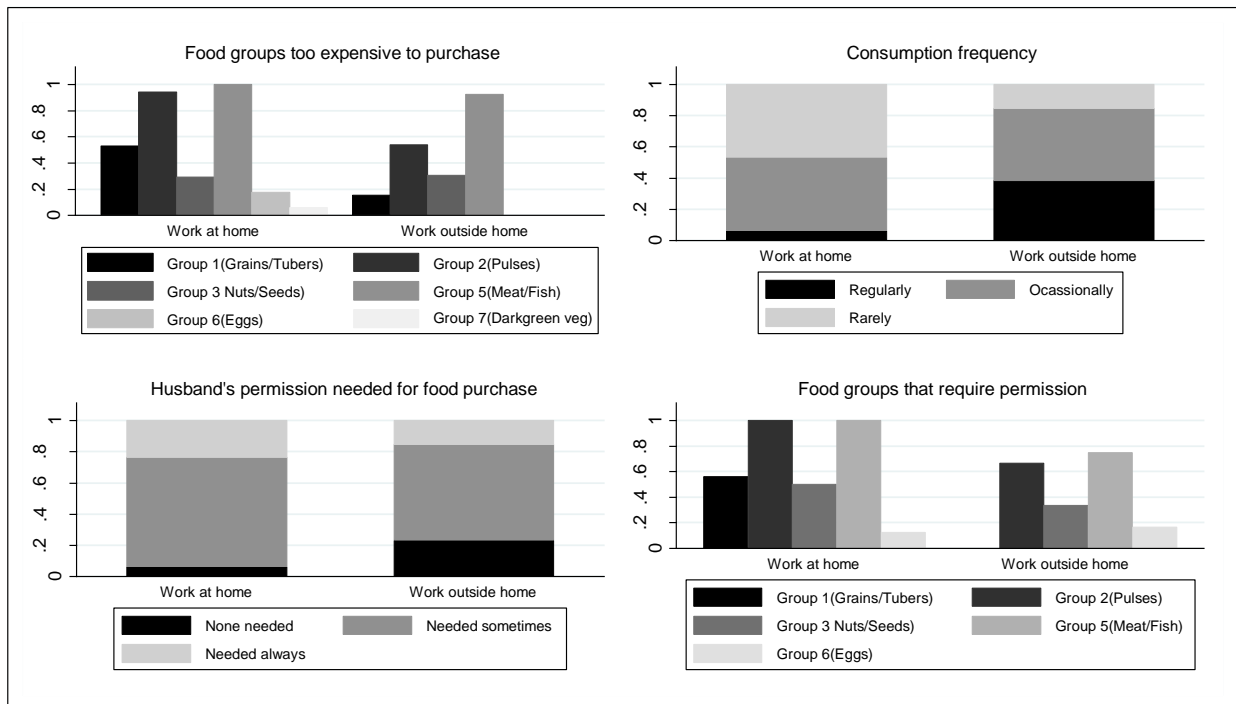 Food groups too expensive to purchase
0 .2 .4 .6 .8 1
Work at home Work outside home
Group 1(Grains/Tubers) Group 2(Pulses)
Group 3 Nuts/Seeds) Group 5(Meat/Fish)
Group 6(Eggs) Group 7(Darkgreen veg)
Consumption frequency
0 .2 .4 .6 .8 1
Work at home Work outside home
Regularly Ocassionally
Rarely
Husband's permission needed for food purchase
0 .2 .4 .6 .8 1
Work at home Work outside home
None needed Needed sometimes
Needed always
Food groups that require permission
0 .2 .4 .6 .8 1
Work at home Work outside home
Group 1(Grains/Tubers) Group 2(Pulses)
Group 3 Nuts/Seeds) Group 5(Meat/Fish)
Group 6(Eggs)